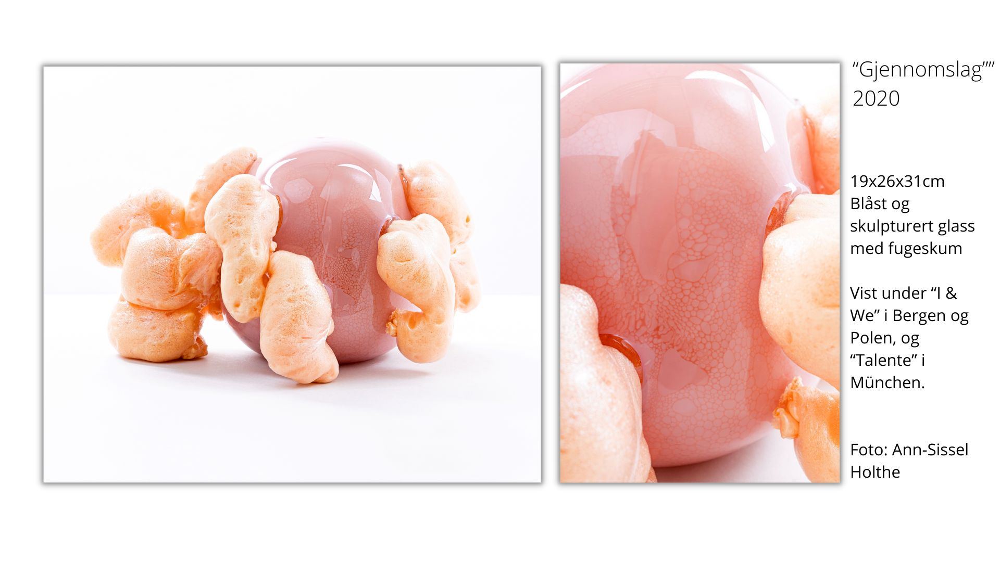 “Gjennomslag””
2020
19x26x31cm
Blåst og
skulpturert glass
med fugeskum
Vist under “I &
We” i Bergen og
Polen, og
“Talente” i
München.
Foto: Ann-Sissel
Holthe